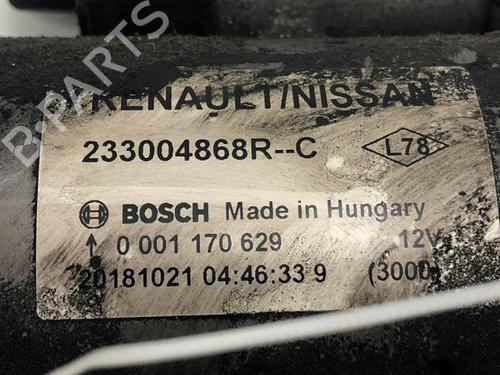 RENAULT/NISSAN
233004868R--C
L78
BOSCH Made in Hungary
0 001 170 629 12V
20181021 04:46:33 9 (3000)
B-PARTS